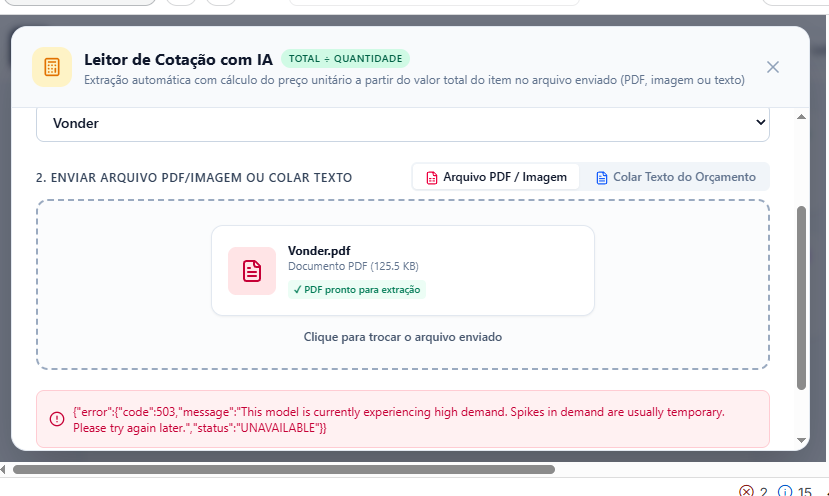 Leitor de Cotação com IA
TOTAL ÷ QUANTIDADE
Extração automática com cálculo do preço unitário a partir do valor total do item no arquivo enviado (PDF, imagem ou texto)
Vonder
2. ENVIAR ARQUIVO PDF/IMAGEM OU COLAR TEXTO
Arquivo PDF / Imagem
Colar Texto do Orçamento
Vonder.pdf
Documento PDF (125.5 KB)
✓ PDF pronto para extração
Clique para trocar o arquivo enviado
{"error":{"code":503,"message":"This model is currently experiencing high demand. Spikes in demand are usually temporary.
Please try again later.","status":"UNAVAILABLE"}}
2
15